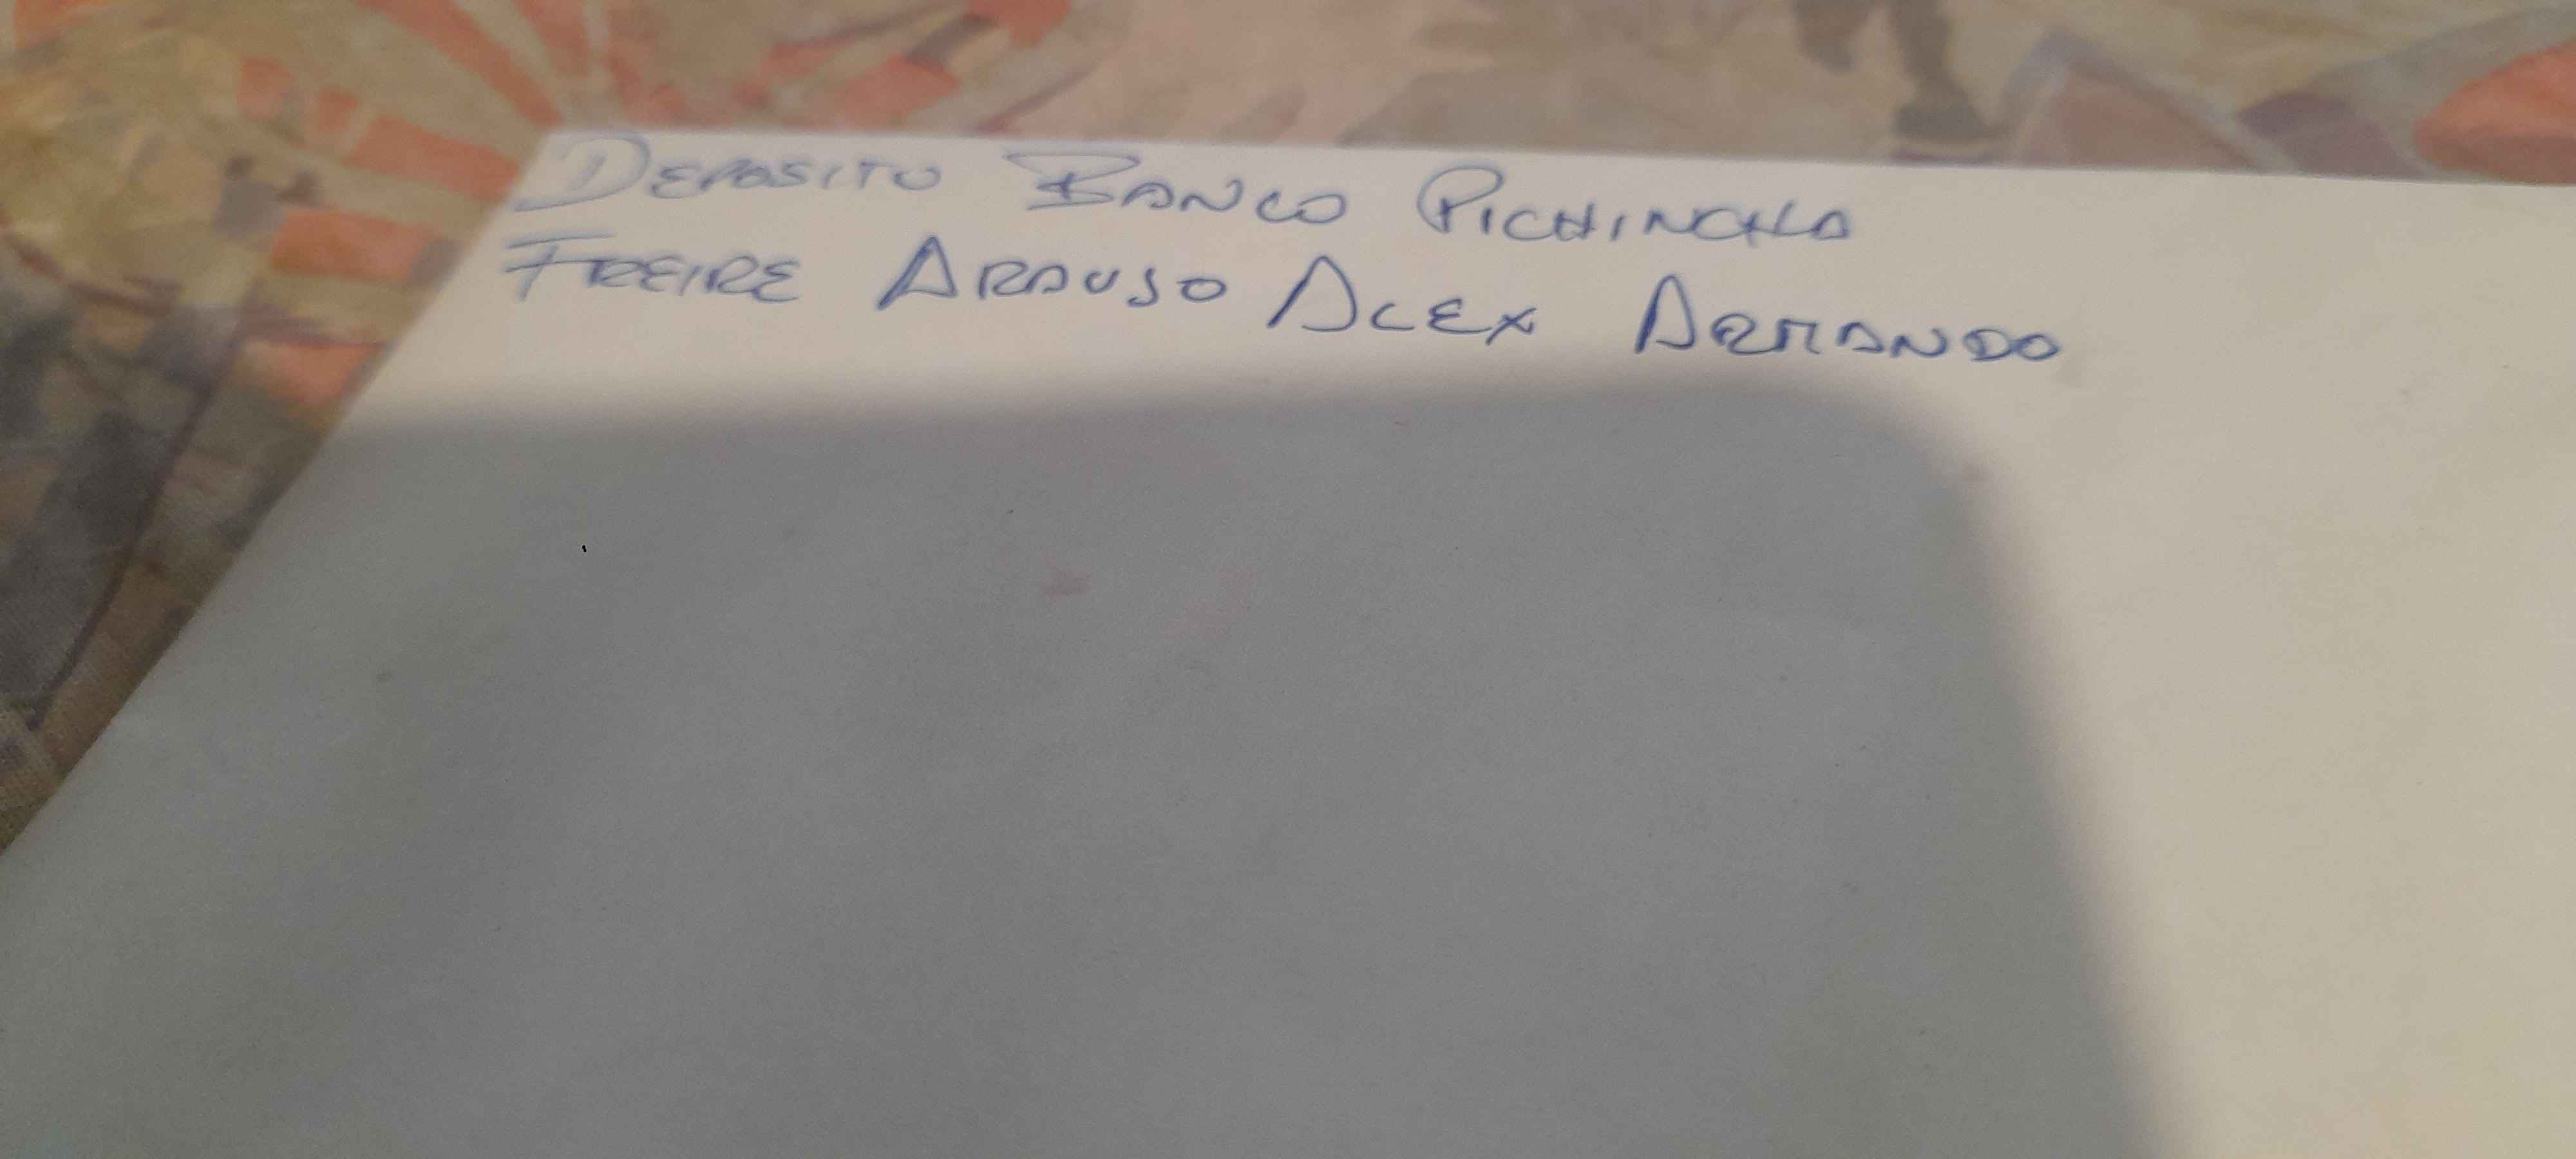 DEPOSITO BANCO PICHINCHA
FREIRE ARAUJO ALEX ARMANDO